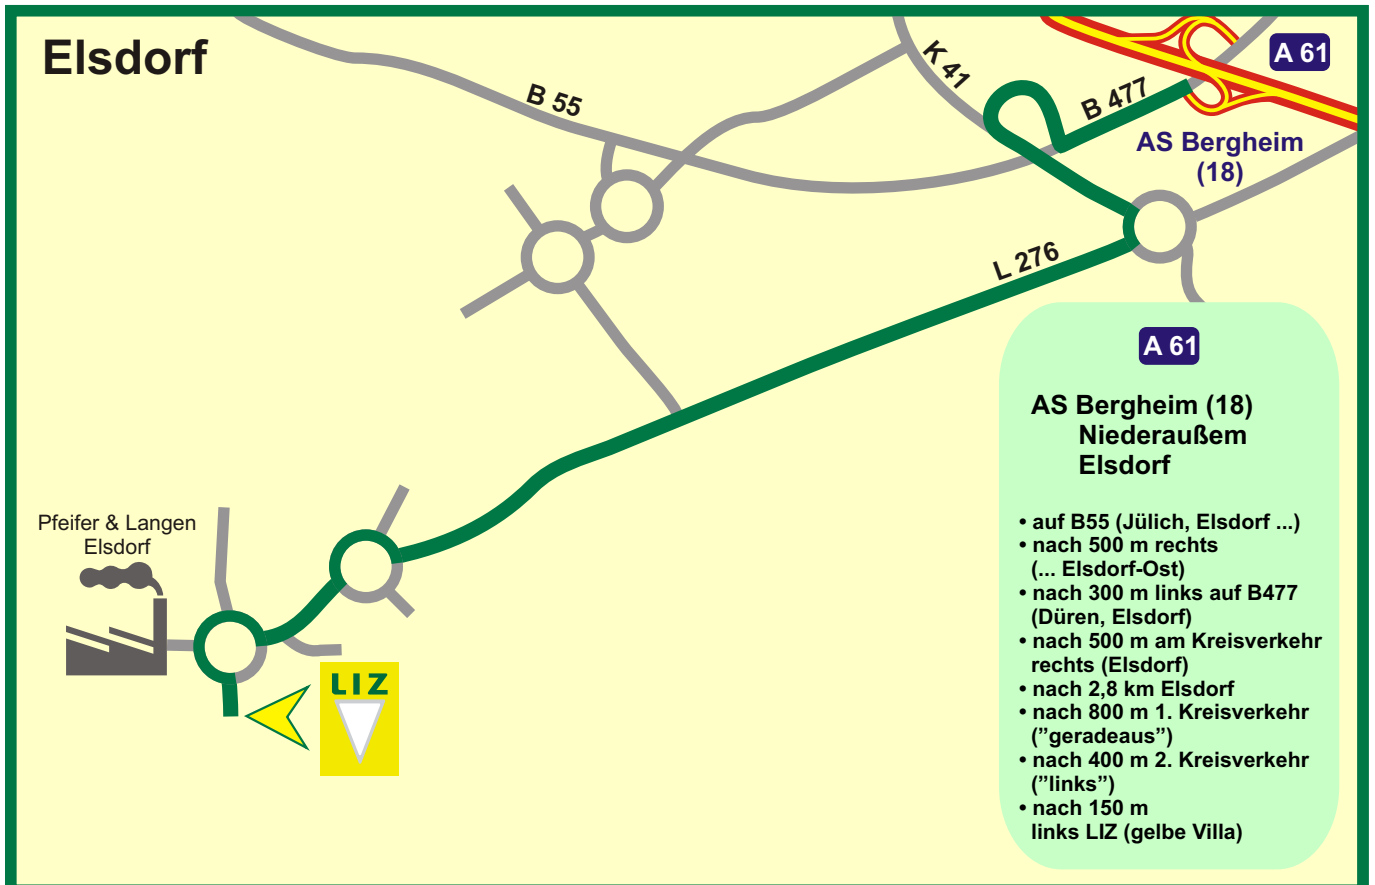 Elsdorf
B 55
K 41
B 477
A 61
AS Bergheim
(18)
L 276
A 61
AS Bergheim (18)
Niederaußem
Elsdorf
• auf B55 (Jülich, Elsdorf ...)
• nach 500 m rechts
(... Elsdorf-Ost)
• nach 300 m links auf B477
(Düren, Elsdorf)
• nach 500 m am Kreisverkehr
rechts (Elsdorf)
• nach 2,8 km Elsdorf
• nach 800 m 1. Kreisverkehr
(”geradeaus”)
• nach 400 m 2. Kreisverkehr
(”links”)
• nach 150 m
links LIZ (gelbe Villa)
Pfeifer & Langen
Elsdorf
LIZ